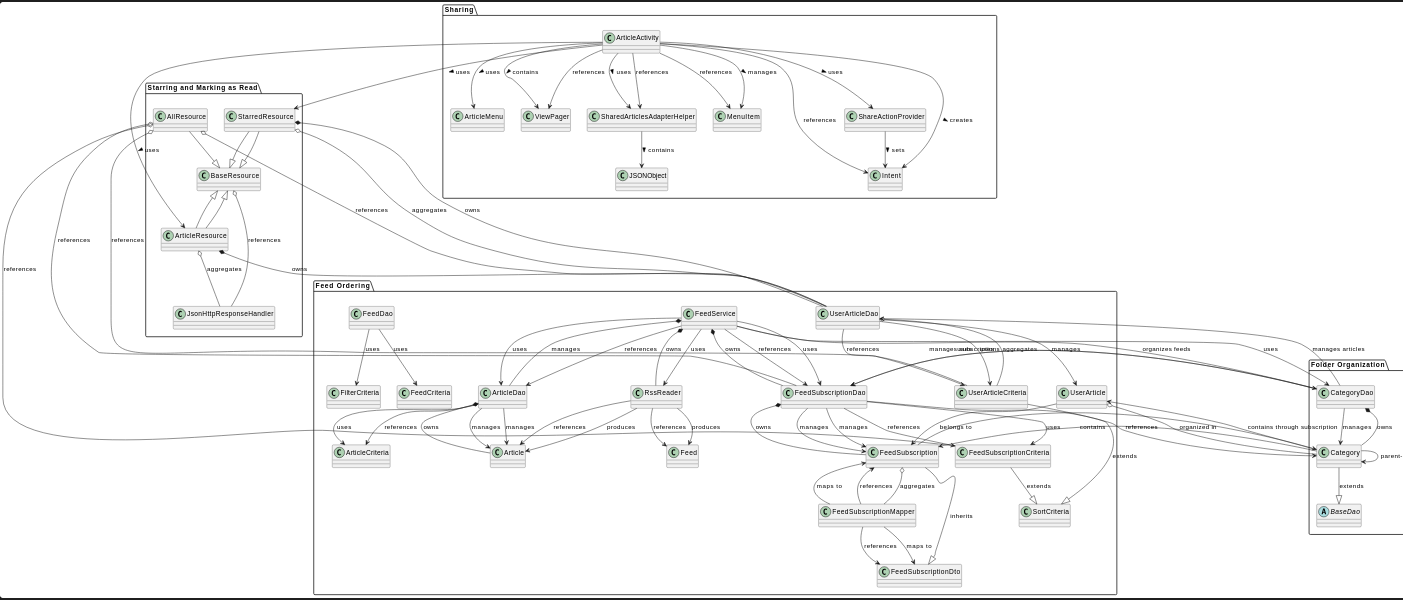 Sharing
C ArticleActivity
uses
uses
contains
references
uses
references
references
manages
uses
Starring and Marking as Read
C AllResource
C StarredResource
C ArticleMenu
C ViewPager
C SharedArticlesAdapterHelper
C MenuItem
C ShareActionProvider
references
creates
uses
contains
sets
C BaseResource
C JSONObject
C Intent
references
aggregates
owns
C ArticleResource
references
references
references
references
aggregates
owns
C JsonHttpResponseHandler
Feed Ordering
C FeedDao
C FeedService
C UserArticleDao
uses
uses
uses
manages
references
owns
uses
owns
references
uses
references
aggregates
manages
organizes feeds
uses
manages articles
Folder Organization
C FilterCriteria
C FeedCriteria
C ArticleDao
C RssReader
C FeedSubscriptionDao
C UserArticleCriteria
C UserArticle
C CategoryDao
uses
references
owns
manages
manages
references
produces
references
produces
owns
manages
manages
references
belongs to
uses
contains
references
organized in
contains through subscription
manages
owns
C ArticleCriteria
C Article
C Feed
C FeedSubscription
C FeedSubscriptionCriteria
extends
C Category
parent-
maps to
references
aggregates
extends
extends
C FeedSubscriptionMapper
inherits
C SortCriteria
A BaseDao
references
maps to
C FeedSubscriptionDto